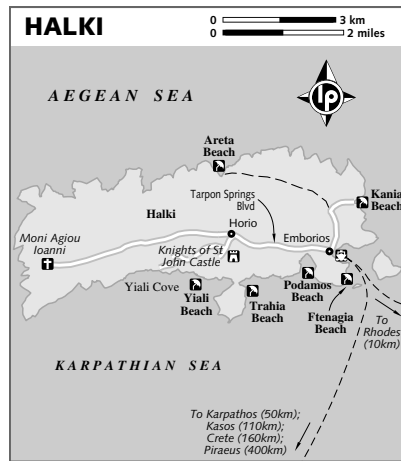 HALKI
0 3 km
0 2 miles
AEGEAN SEA
lp
Areta
Beach
Tarpon Springs
Blvd
Kania
Beach
Halki
Horio
Emborios
Moni Agiou
Ioanni
Knights of St
John Castle
Yiali Cove
Yiali
Beach
Trahia
Beach
Podamos
Beach
Ftenagia
Beach
To
Rhodes
(10km)
KARPATHIAN SEA
To Karpathos (50km);
Kasos (110km);
Crete (160km);
Piraeus (400km)